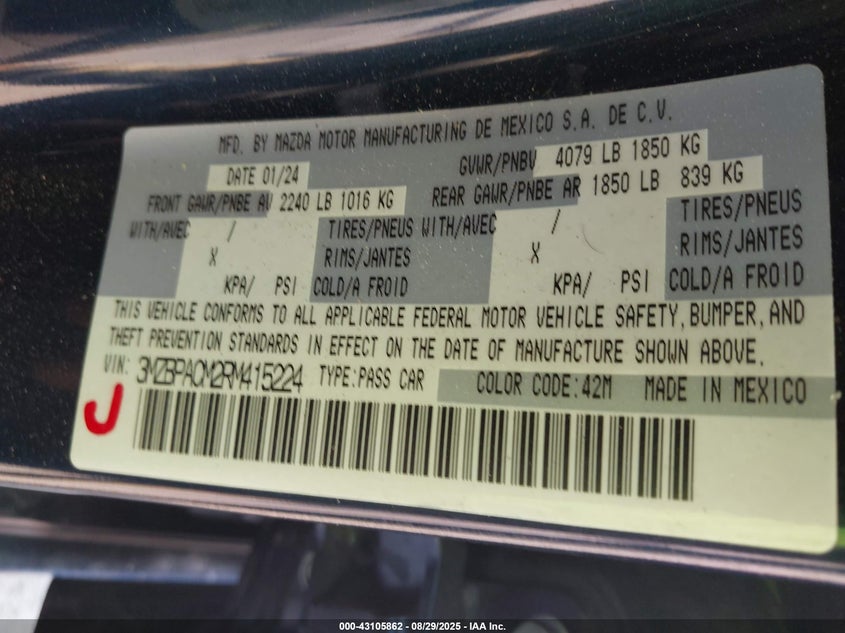 MFD. BY MAZDA MOTOR MANUFACTURING DE MEXICO S.A. DE C.V.
DATE 01/24 GVWR/PNBV 4079 LB 1850 KG
FRONT GAWR/PNBE AV 2240 LB 1016 KG REAR GAWR/PNBE AR 1850 LB 839 KG
WITH/AVEC / TIRES/PNEUS WITH/AVEC / TIRES/PNEUS
X RIMS/JANTES X RIMS/JANTES
KPA/ PSI COLD/A FROID KPA/ PSI COLD/A FROID
THIS VEHICLE CONFORMS TO ALL APPLICABLE FEDERAL MOTOR VEHICLE SAFETY, BUMPER, AND
THEFT PREVENTION STANDARDS IN EFFECT ON THE DATE OF MANUFACTURE SHOWN ABOVE.
VIN: 3MZBPACM2RM415224 TYPE:PASS CAR COLOR CODE:42M MADE IN MEXICO
J
000-43105862 - 08/29/2025 - IAA Inc.